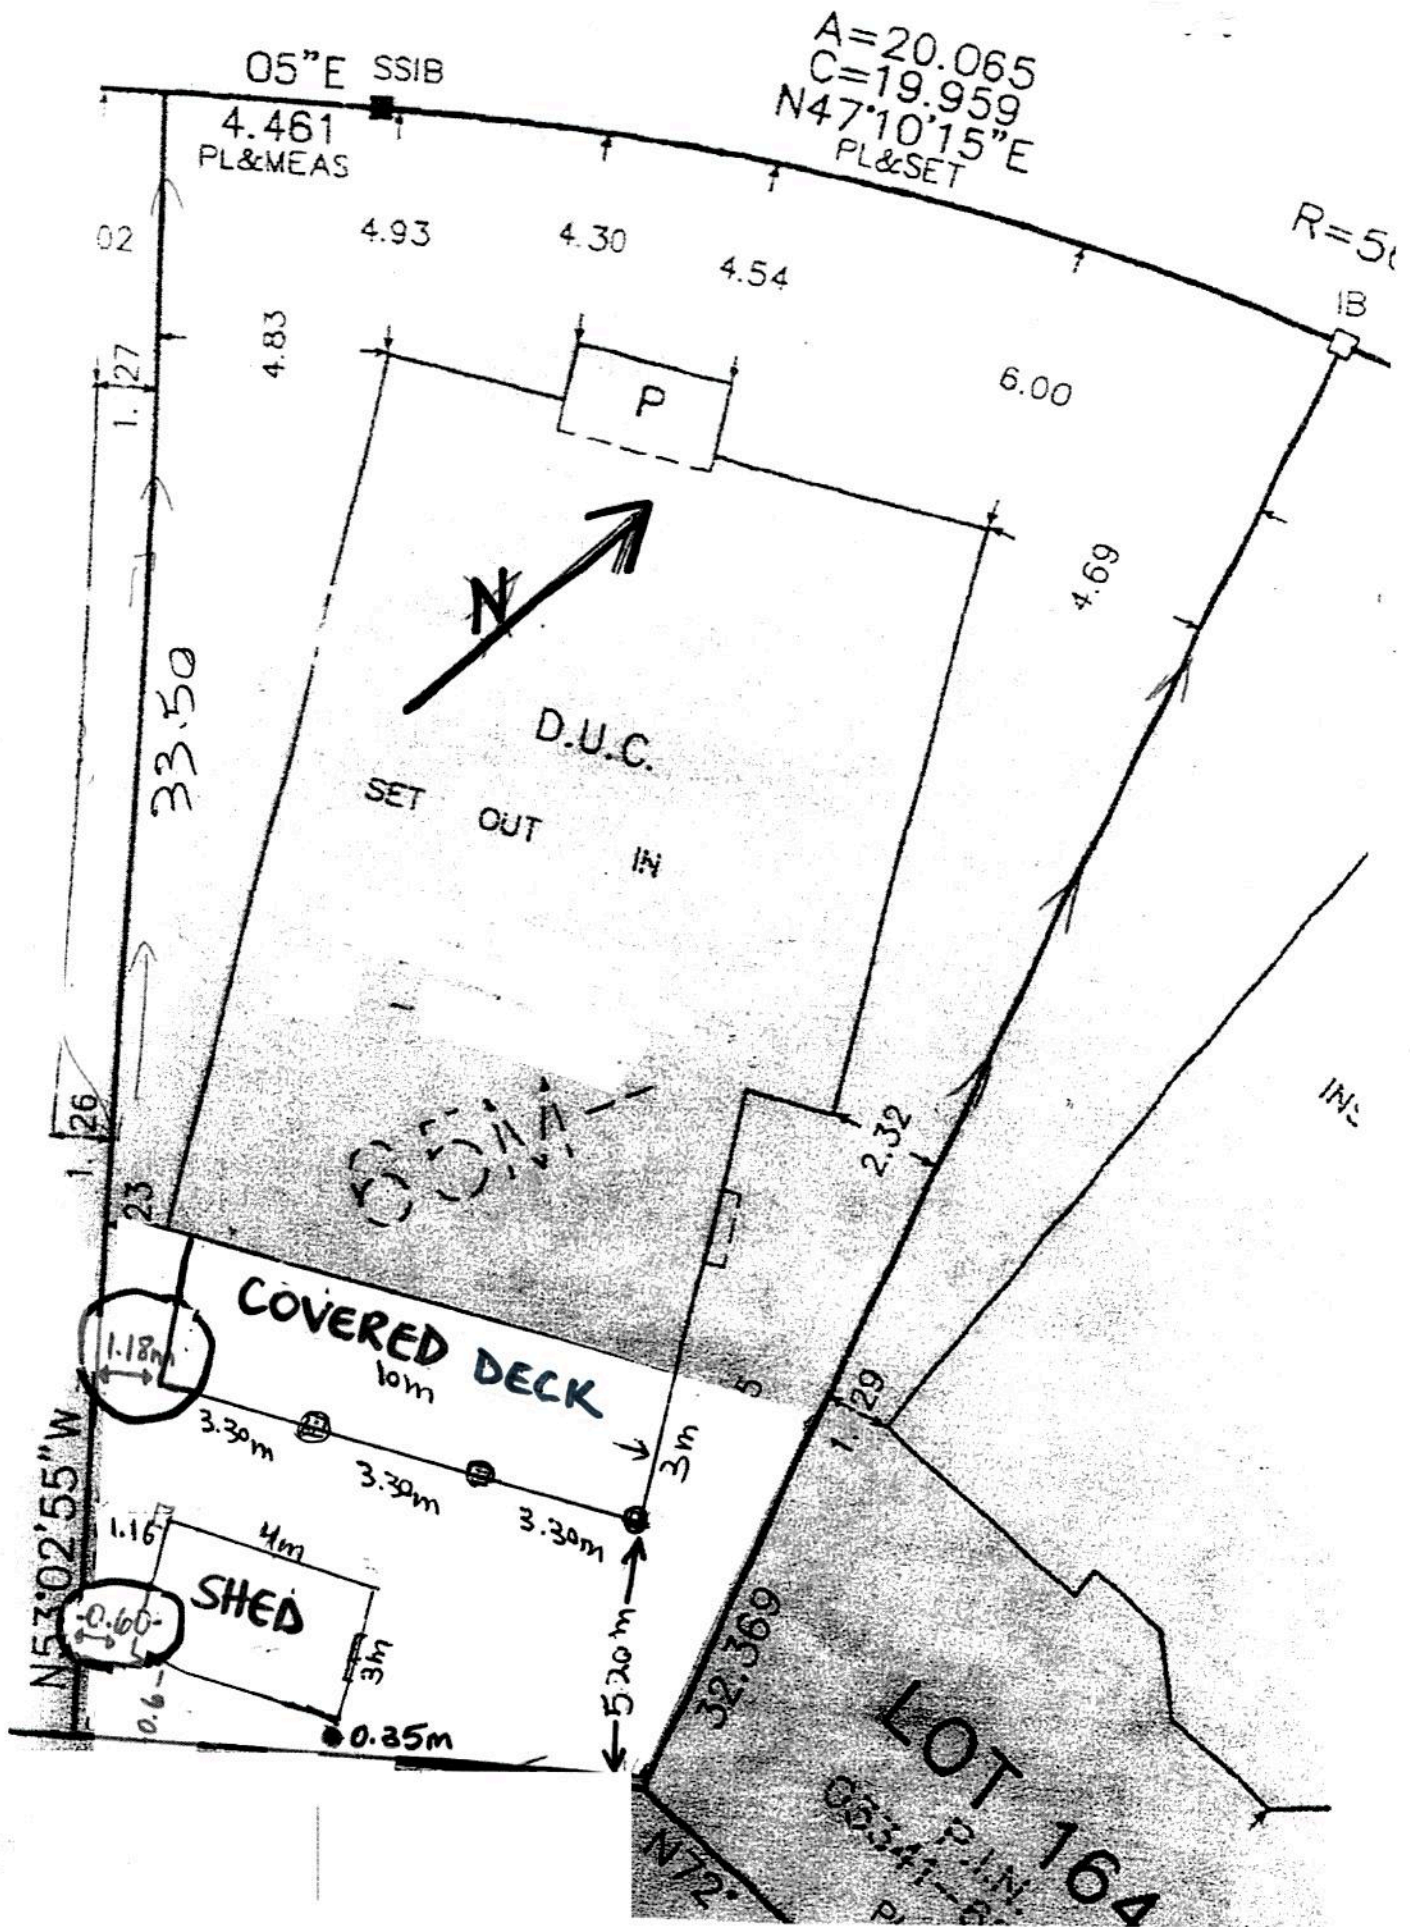 A=20.065
C=19.959
N47°10'15"E
PL&SET
05"E SSIB
4.461
PL&MEAS
R=5
IB
02
4.93
4.30
4.54
4.83
1.27
P
6.00
4.69
N
33.50
D.U.C.
SET OUT IN
85M
1.26
23
2.32
COVERED DECK
10m
1.18m
5
1.29
3m
3.30m
3.30m
3.30m
N53°02'55"W
1.16
4m
SHED
0.60
3m
0.6
0.35m
5.20m
32.369
LOT 164
P.I.N.
N72°